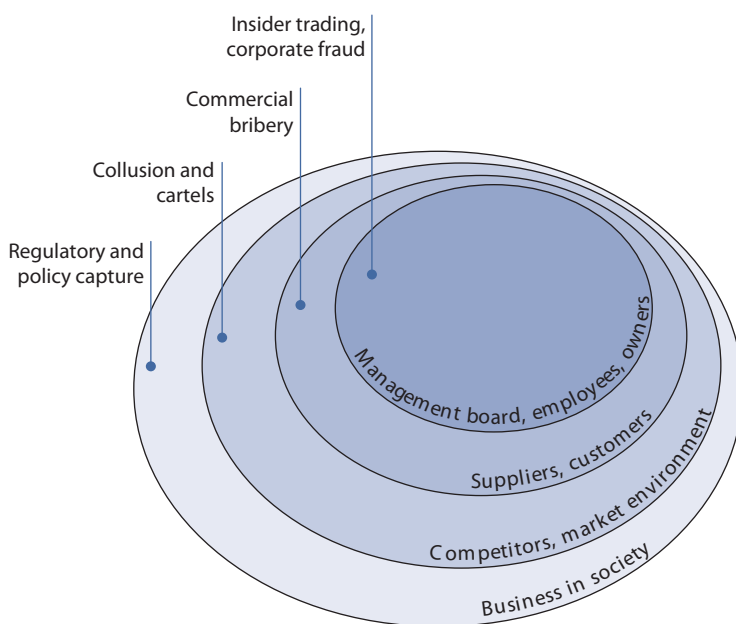 Insider trading,
corporate fraud
Commercial
bribery
Collusion and
cartels
Regulatory and
policy capture
Management board, employees, owners
Suppliers, customers
Competitors, market environment
Business in society